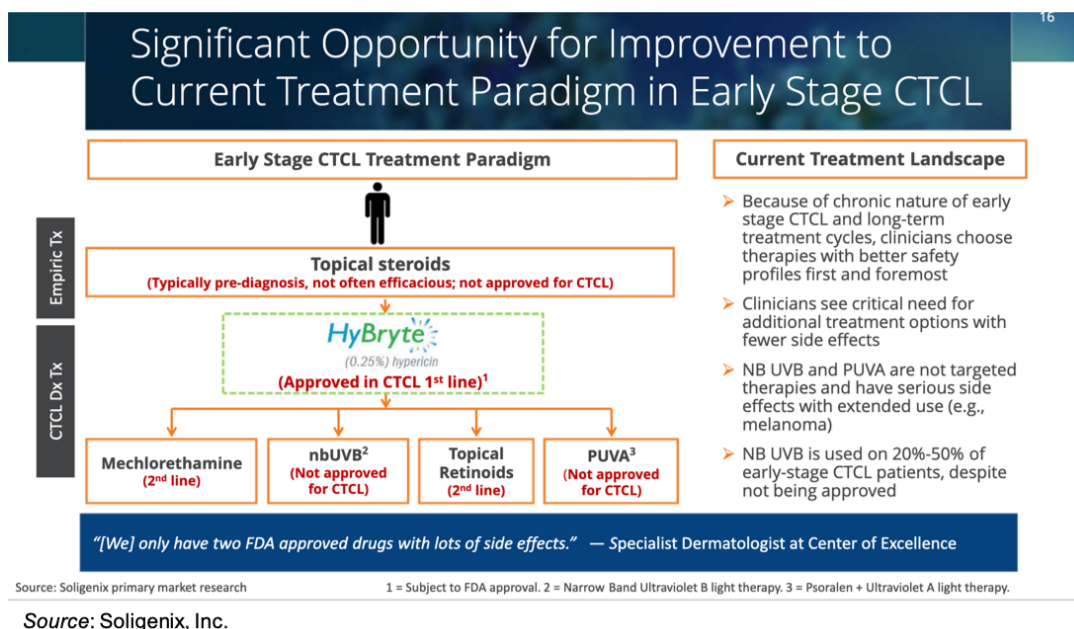 16
Significant Opportunity for Improvement to
Current Treatment Paradigm in Early Stage CTCL
Early Stage CTCL Treatment Paradigm
Empiric Tx
Topical steroids
(Typically pre-diagnosis, not often efficacious; not approved for CTCL)
CTCL Dx Tx
HyBryte
(0.25%) hypericin
(Approved in CTCL 1st line)1
Mechlorethamine
(2nd line)
nbUVB2
(Not approved
for CTCL)
Topical
Retinoids
(2nd line)
PUVA3
(Not approved
for CTCL)
Current Treatment Landscape
Because of chronic nature of early
stage CTCL and long-term
treatment cycles, clinicians choose
therapies with better safety
profiles first and foremost
Clinicians see critical need for
additional treatment options with
fewer side effects
NB UVB and PUVA are not targeted
therapies and have serious side
effects with extended use (e.g.,
melanoma)
NB UVB is used on 20%-50% of
early-stage CTCL patients, despite
not being approved
"[We] only have two FDA approved drugs with lots of side effects." — Specialist Dermatologist at Center of Excellence
Source: Soligenix primary market research
1 = Subject to FDA approval. 2 = Narrow Band Ultraviolet B light therapy. 3 = Psoralen + Ultraviolet A light therapy.
Source: Soligenix, Inc.